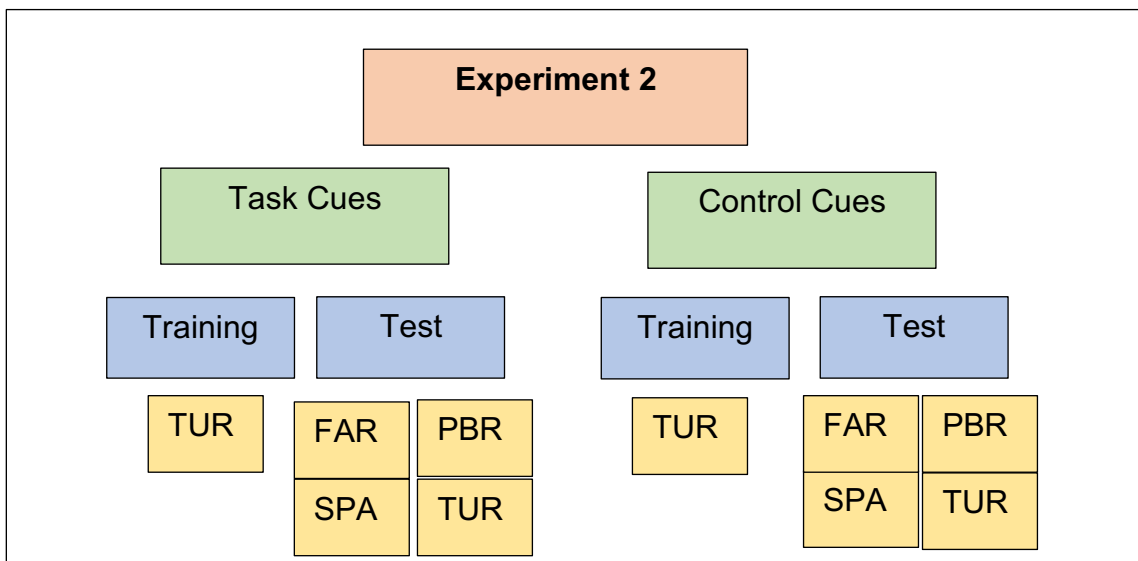 Experiment 2
Task Cues
Control Cues
Training
Test
Training
Test
TUR
FAR
PBR
SPA
TUR
TUR
FAR
PBR
SPA
TUR